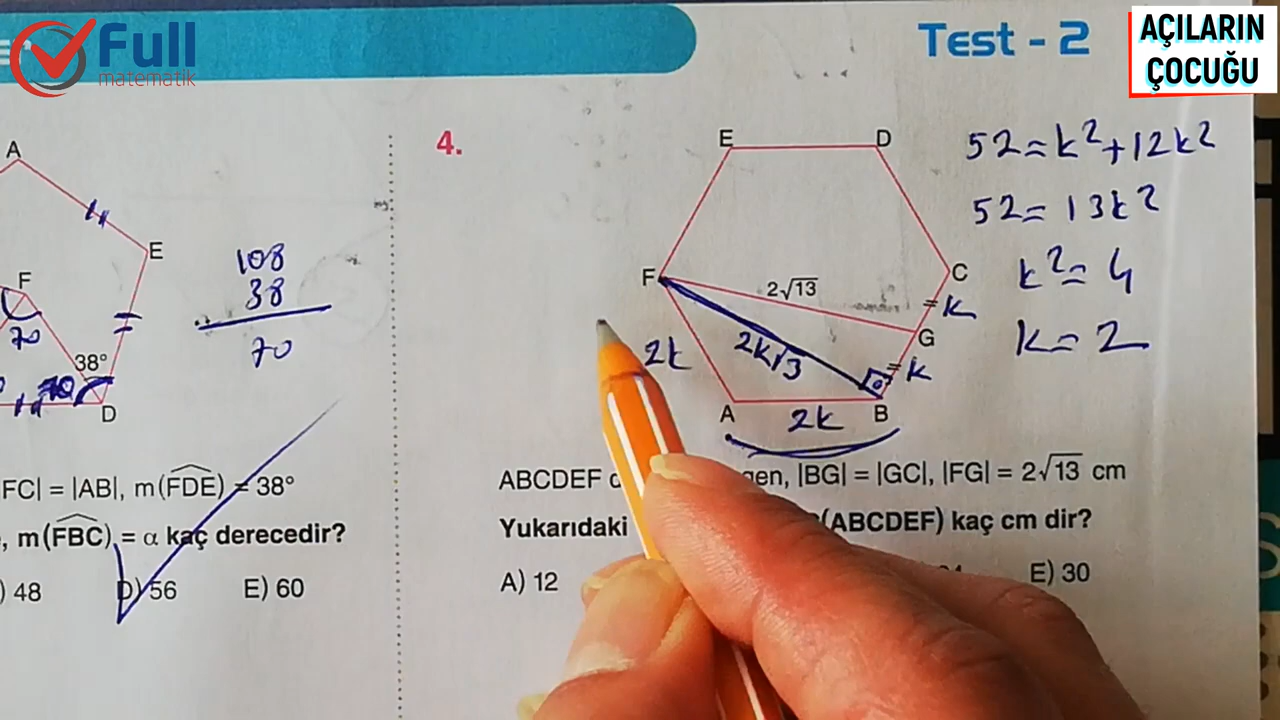 Full
matematik
Test - 2
AÇILARIN
ÇOCUĞU
A
E
F
70
38°
D
108
38
70
FC| = |AB|, m(FDE) = 38°
m(FBC) = α kaç derecedir?
48
D) 56
E) 60
4.
E
D
F
2√13
C
K
G
K
2K
2K√3
A
2K
B
52=k²+12k²
52=13k²
k²=4
k=2
ABCDEF
|BG| = |GC|, |FG| = 2√13 cm
Yukarıdaki
(ABCDEF) kaç cm dir?
A) 12
E) 30